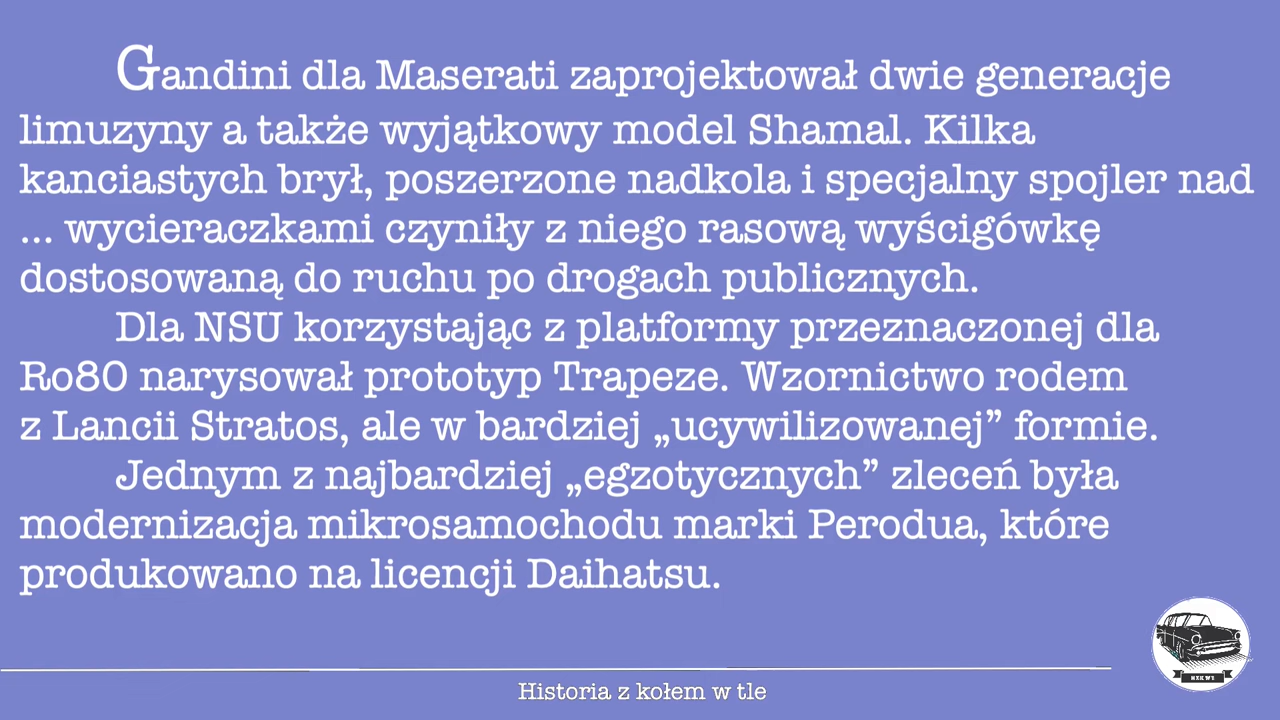 Gandini dla Maserati zaprojektował dwie generacje
limuzyny a także wyjątkowy model Shamal. Kilka
kanciastych brył, poszerzone nadkola i specjalny spojler nad
... wycieraczkami czyniły z niego rasową wyścigówkę
dostosowaną do ruchu po drogach publicznych.
Dla NSU korzystając z platformy przeznaczonej dla
Ro80 narysował prototyp Trapeze. Wzornictwo rodem
z Lancii Stratos, ale w bardziej „ucywilizowanej” formie.
Jednym z najbardziej „egzotycznych” zleceń była
modernizacja mikrosamochodu marki Perodua, które
produkowano na licencji Daihatsu.
Historia z kołem w tle